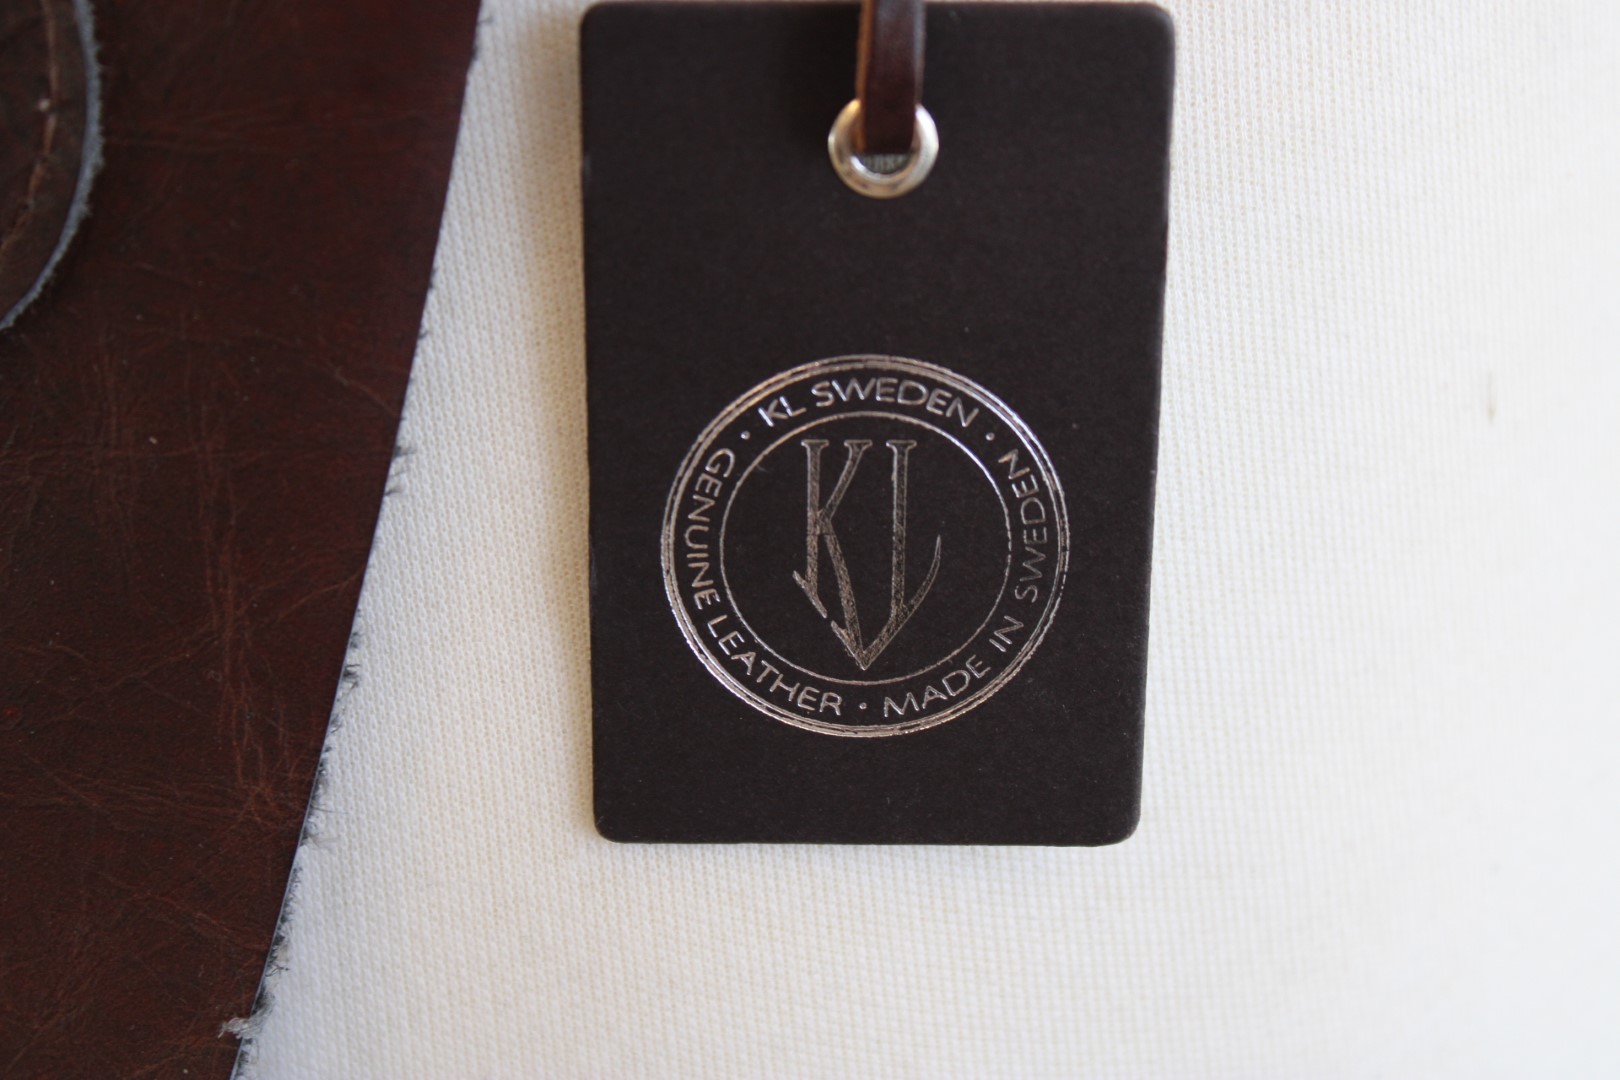 KL SWEDEN
GENUINE LEATHER • MADE IN SWEDEN
KL